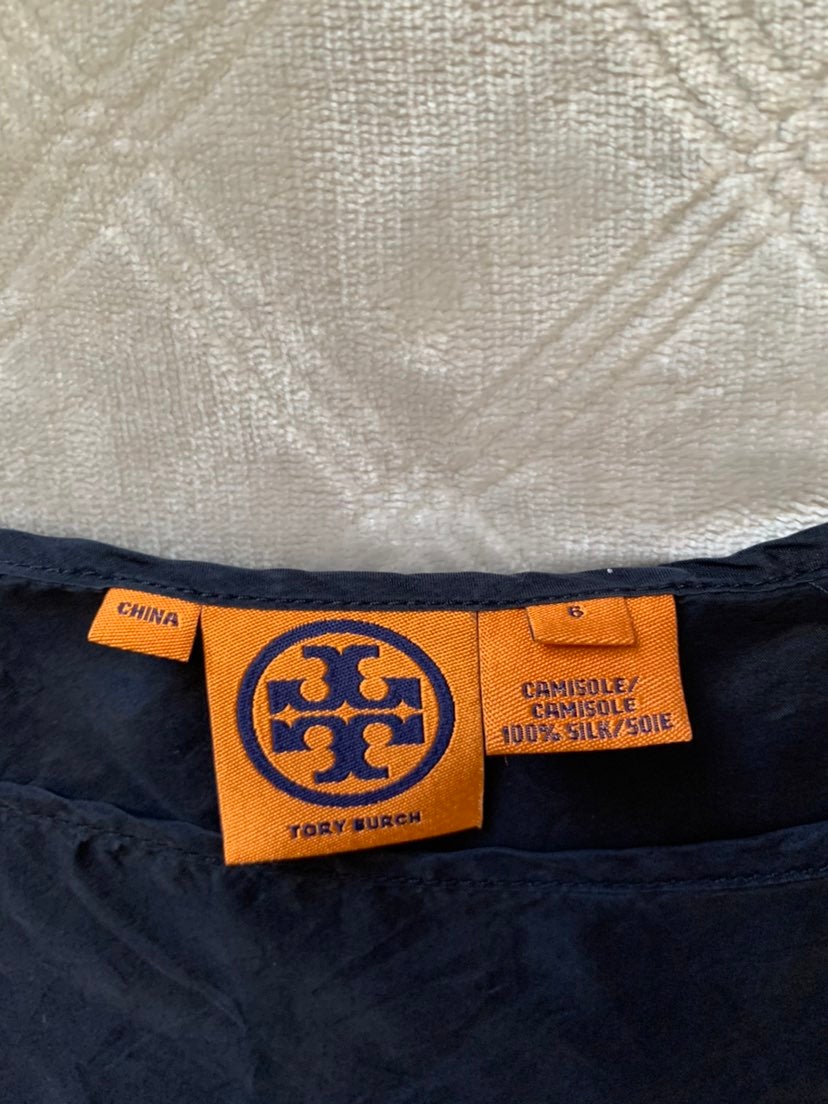 CHINA
TORY BURCH
6
CAMISOLE/
CAMISOLE
100% SILK/SOIE